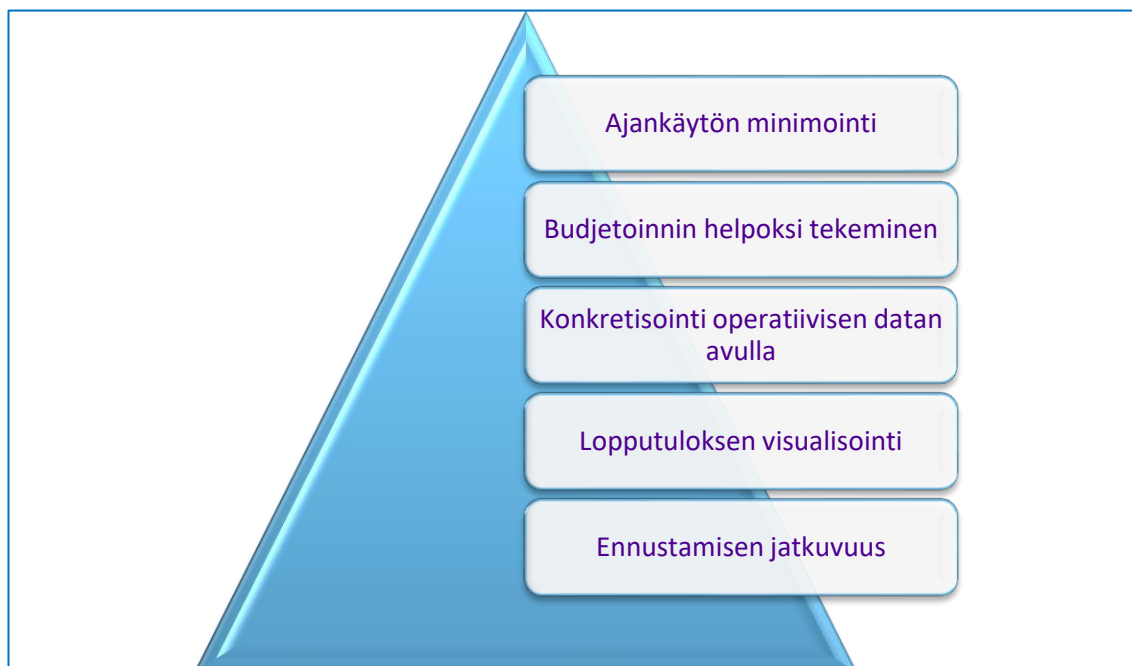 Ajankäytön minimointi
Budjetoinnin helpoksi tekeminen
Konkretisointi operatiivisen datan
avulla
Lopputuloksen visualisointi
Ennustamisen jatkuvuus